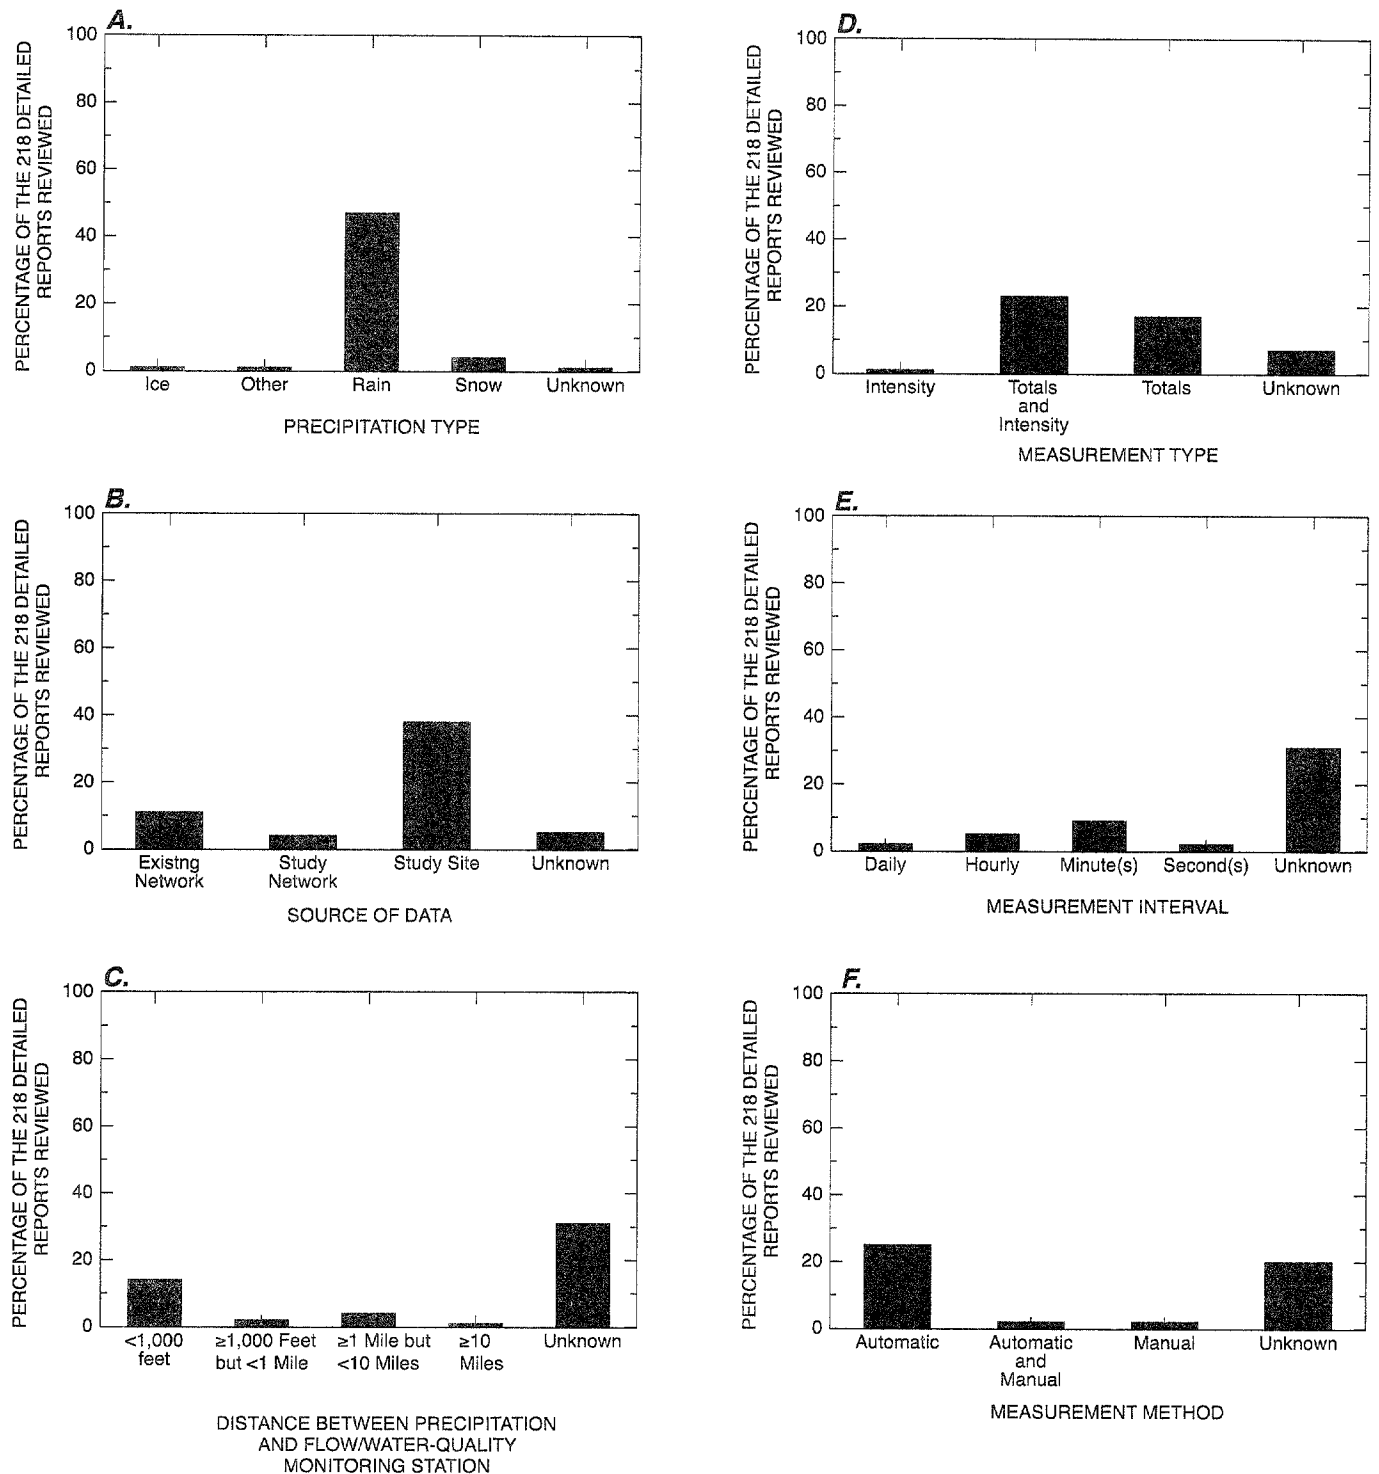 A.
PERCENTAGE OF THE 218 DETAILED
REPORTS REVIEWED
100
80
60
40
20
0
Ice
Other
Rain
Snow
Unknown
PRECIPITATION TYPE
B.
PERCENTAGE OF THE 218 DETAILED
REPORTS REVIEWED
100
80
60
40
20
0
Existng
Network
Study
Network
Study Site
Unknown
SOURCE OF DATA
C.
PERCENTAGE OF THE 218 DETAILED
REPORTS REVIEWED
100
80
60
40
20
0
<1,000
feet
≥1,000 Feet
but <1 Mile
≥1 Mile but
<10 Miles
≥10
Miles
Unknown
DISTANCE BETWEEN PRECIPITATION
AND FLOW/WATER-QUALITY
MONITORING STATION
D.
PERCENTAGE OF THE 218 DETAILED
REPORTS REVIEWED
100
80
60
40
20
0
Intensity
Totals
and
Intensity
Totals
Unknown
MEASUREMENT TYPE
E.
PERCENTAGE OF THE 218 DETAILED
REPORTS REVIEWED
100
80
60
40
20
0
Daily
Hourly
Minute(s)
Second(s)
Unknown
MEASUREMENT INTERVAL
F.
PERCENTAGE OF THE 218 DETAILED
REPORTS REVIEWED
100
80
60
40
20
0
Automatic
Automatic
and
Manual
Manual
Unknown
MEASUREMENT METHOD